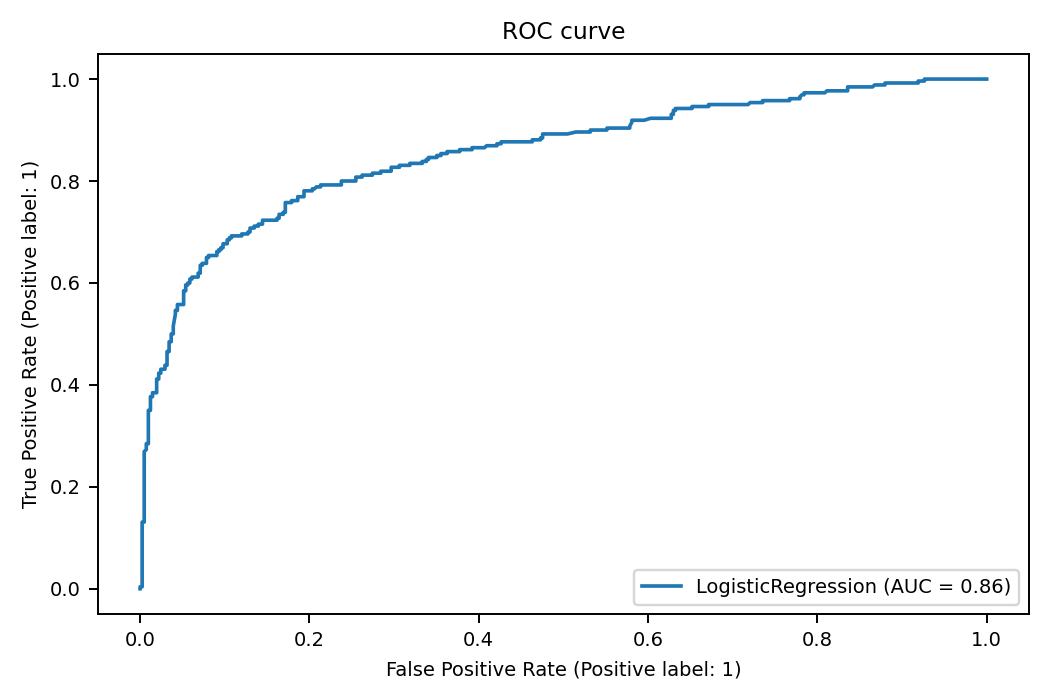 ROC curve
True Positive Rate (Positive label: 1)
1.0
0.8
0.6
0.4
0.2
0.0
LogisticRegression (AUC = 0.86)
0.0 0.2 0.4 0.6 0.8 1.0
False Positive Rate (Positive label: 1)